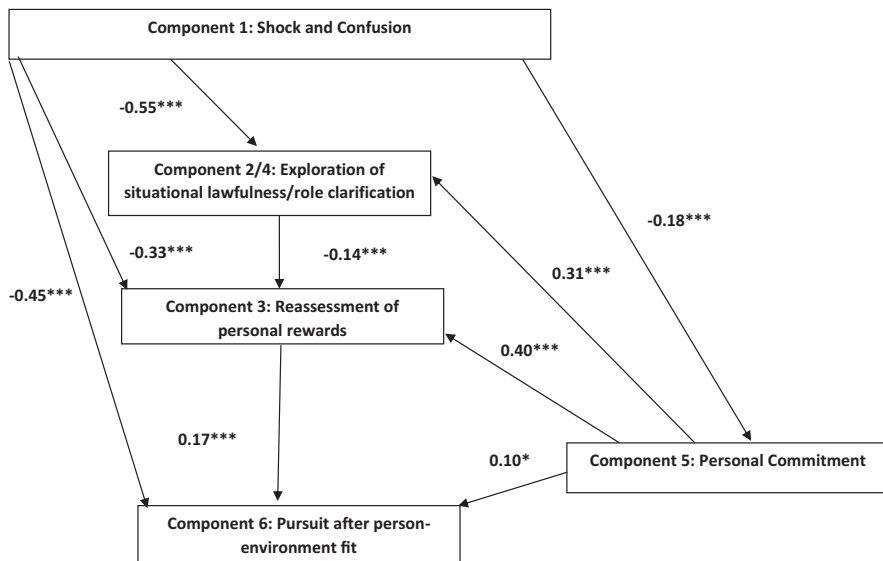 Component 1: Shock and Confusion
-0.55***
Component 2/4: Exploration of
situational lawfulness/role clarification
-0.18***
-0.33***
-0.14***
0.31***
-0.45***
Component 3: Reassessment of
personal rewards
0.40***
0.17***
Component 5: Personal Commitment
0.10*
Component 6: Pursuit after person-
environment fit